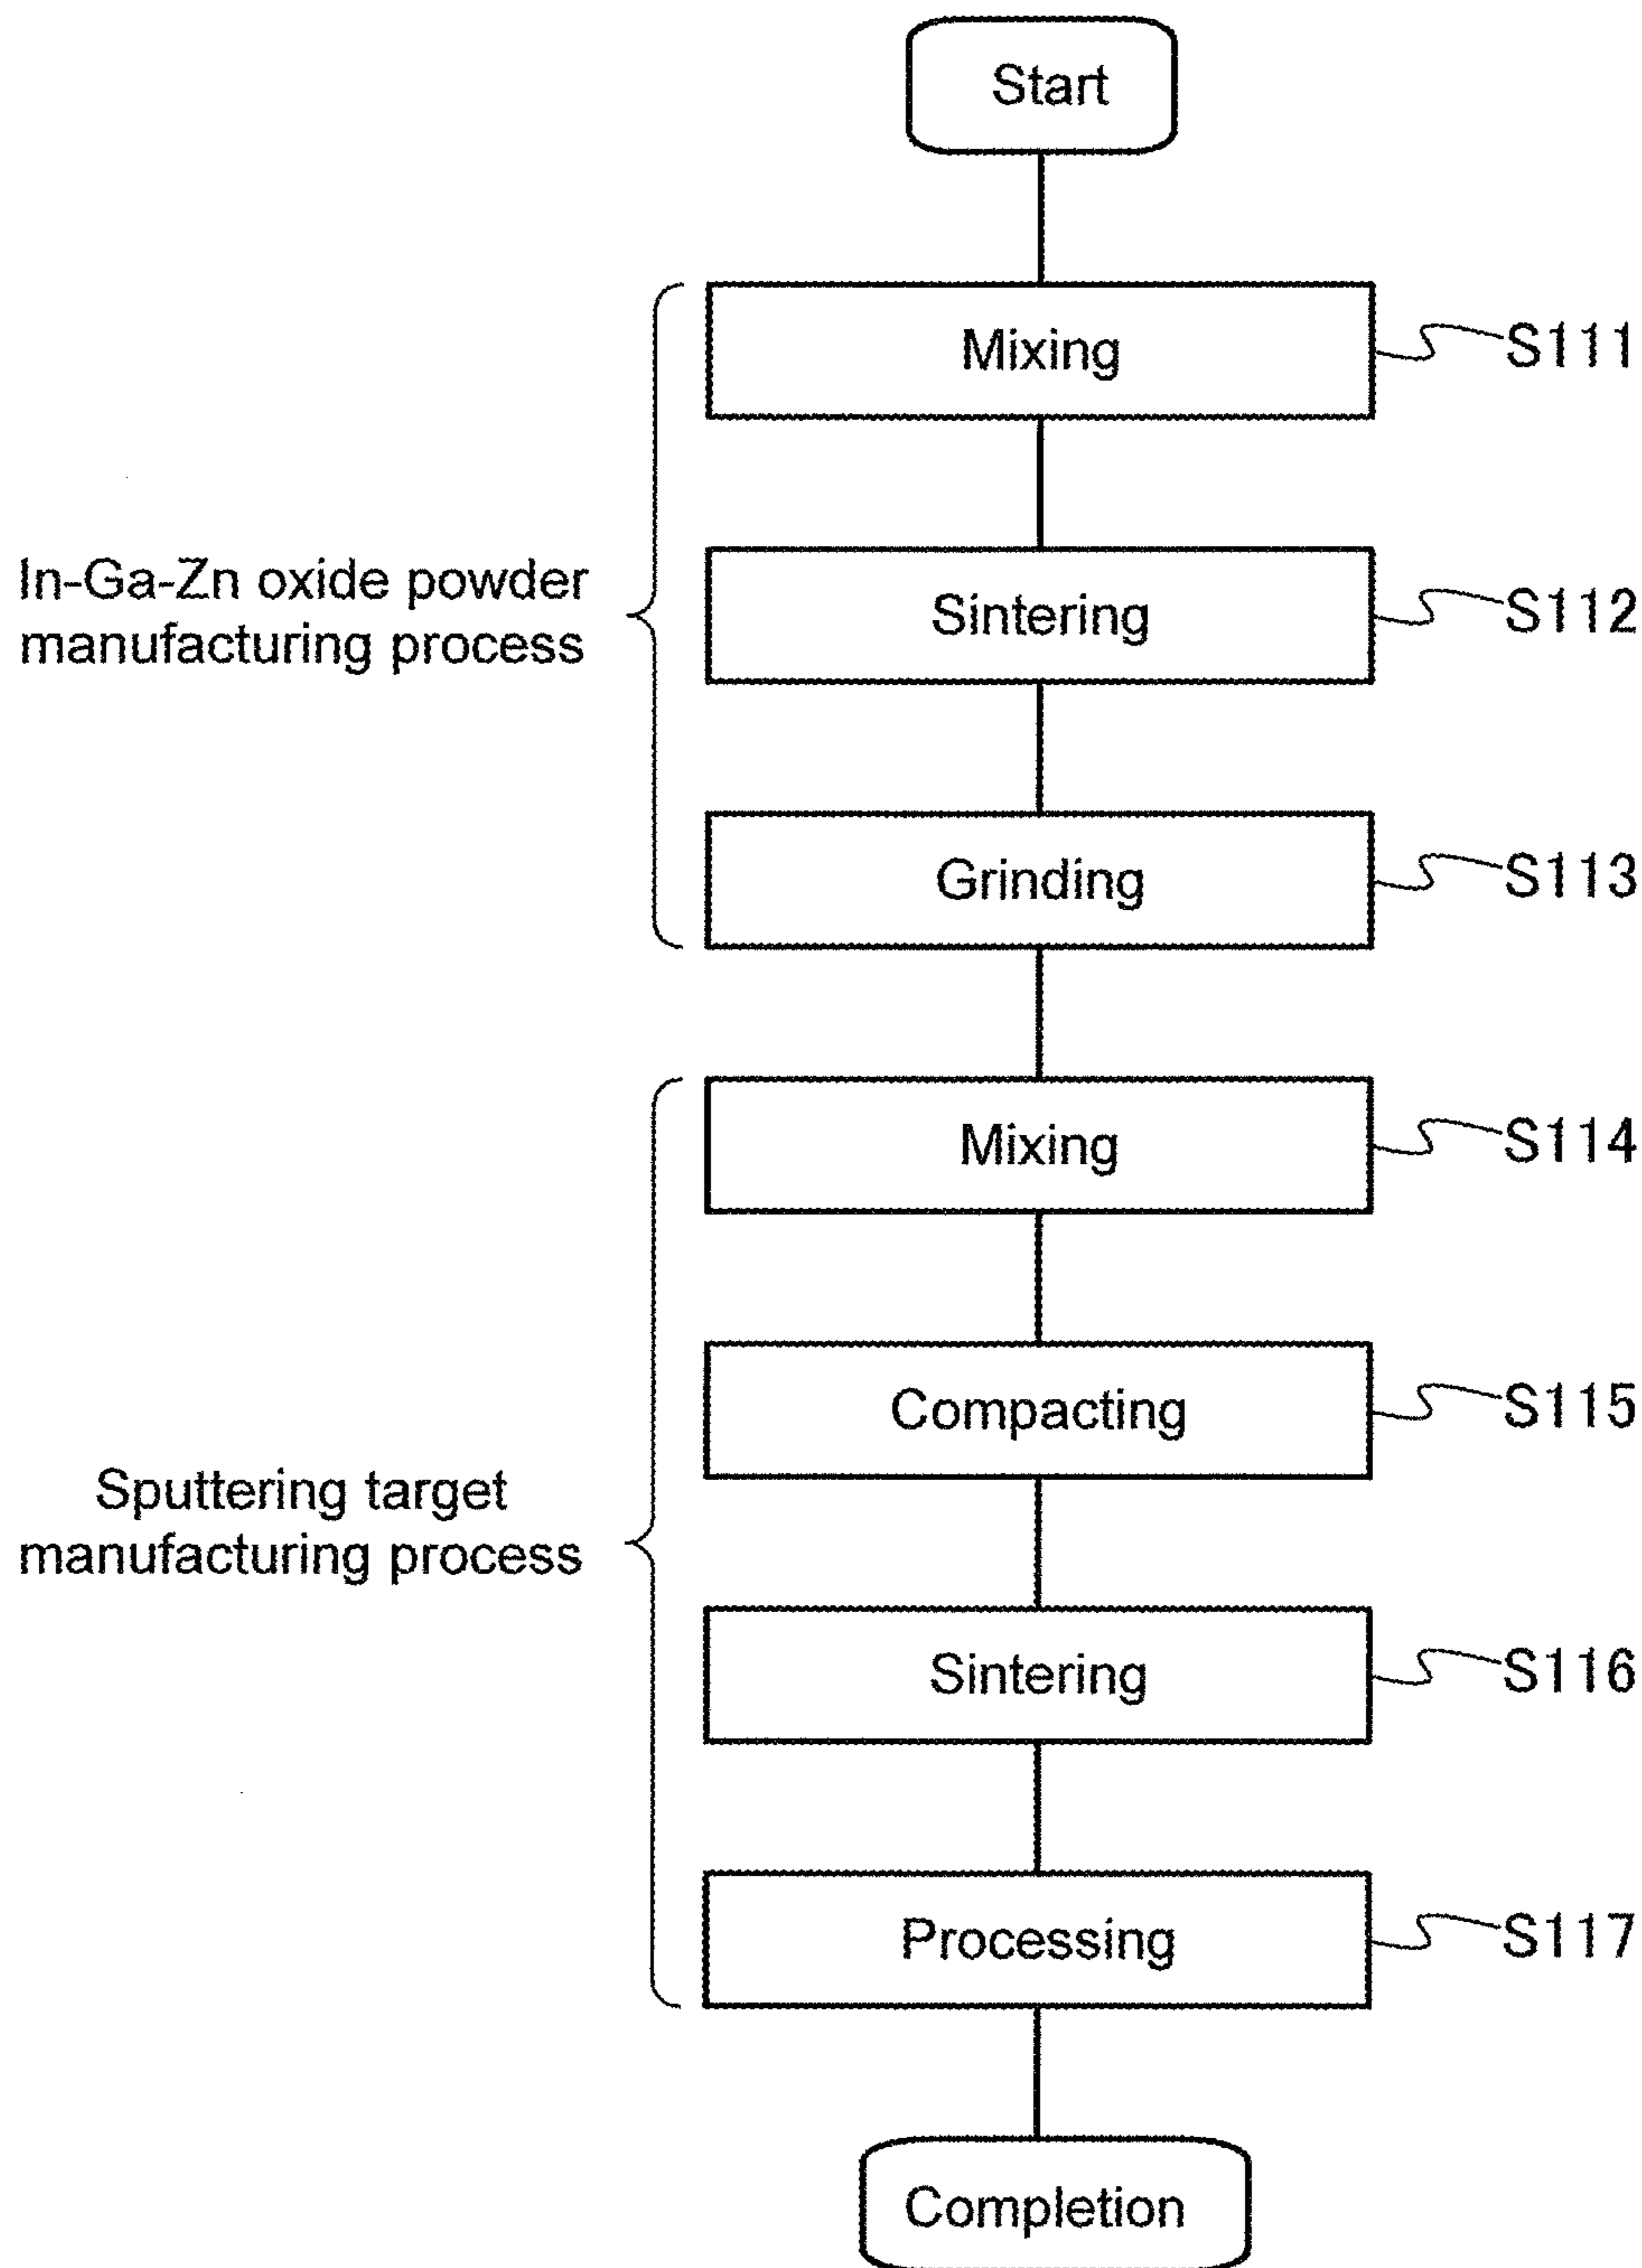 Start
Mixing
S111
In-Ga-Zn oxide powder
manufacturing process
Sintering
S112
Grinding
S113
Mixing
S114
Compacting
S115
Sputtering target
manufacturing process
Sintering
S116
Processing
S117
Completion